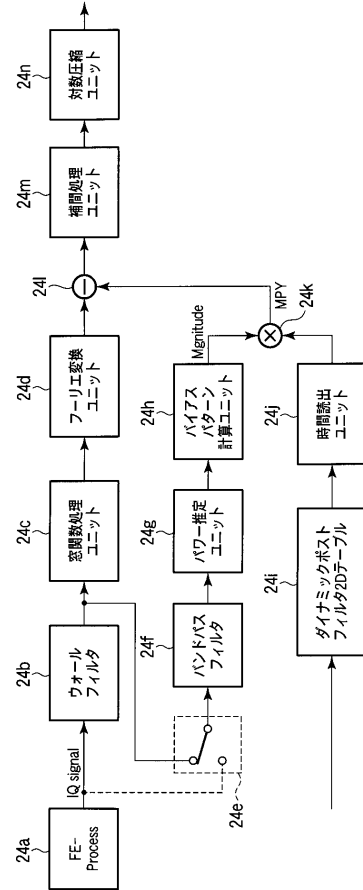 24a
FE-
Process
IQ signal
24b
ウォール
フィルタ
24c
窓関数処理
ユニット
24d
フーリエ変換
ユニット
24l
24m
補間処理
ユニット
24n
対数圧縮
ユニット
24e
24f
バンドパス
フィルタ
24g
パワー推定
ユニット
24h
バイアス
パターン
計算ユニット
Mgnitude
MPY
24k
24i
ダイナミックポスト
フィルタ2Dテーブル
24j
時間読出
ユニット